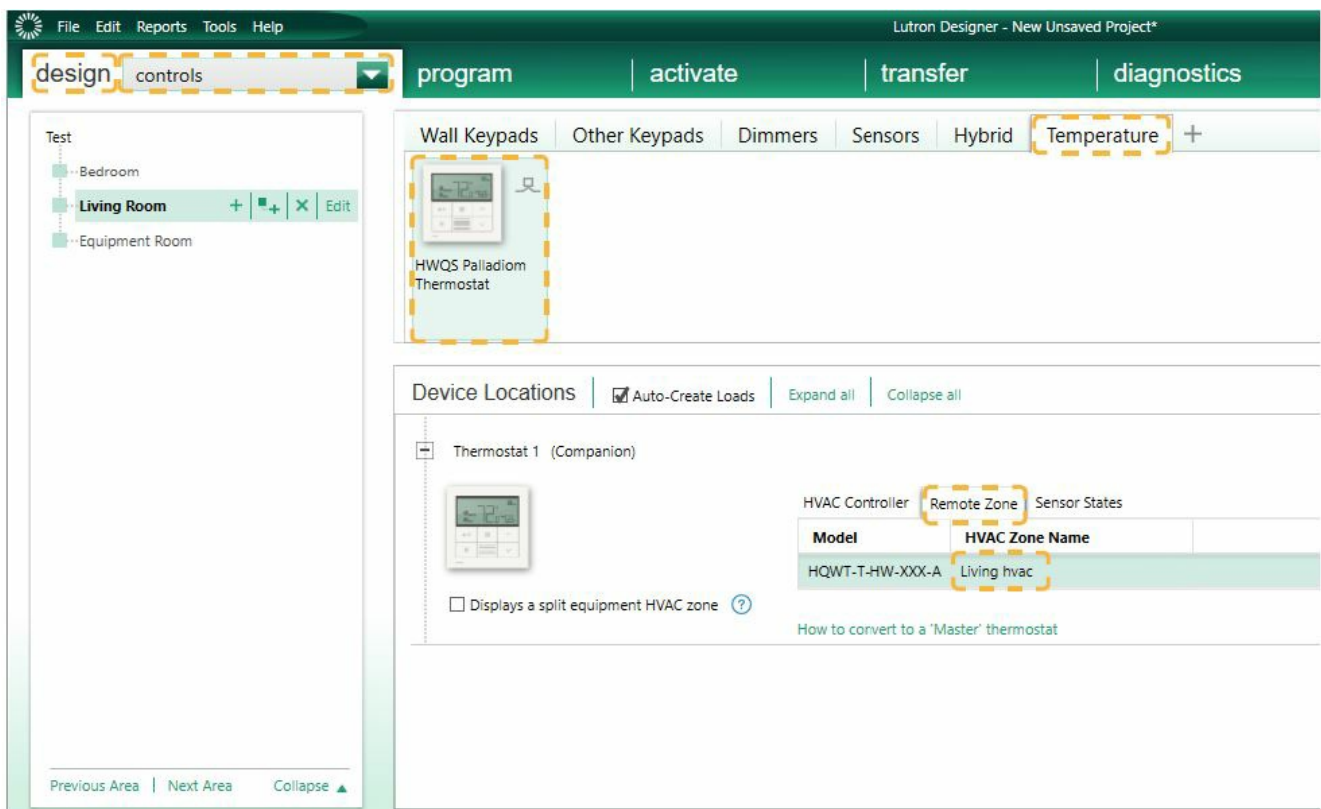 File Edit Reports Tools Help
Lutron Designer - New Unsaved Project*
design controls program activate transfer diagnostics
Test
Bedroom
Living Room + + × Edit
Equipment Room
Previous Area Next Area Collapse
Wall Keypads Other Keypads Dimmers Sensors Hybrid Temperature +
HWQS Palladiom
Thermostat
Device Locations Auto-Create Loads Expand all Collapse all
Thermostat 1 (Companion)
HVAC Controller Remote Zone Sensor States
Model HVAC Zone Name
HQWT-T-HW-XXX-A Living hvac
Displays a split equipment HVAC zone ?
How to convert to a 'Master' thermostat